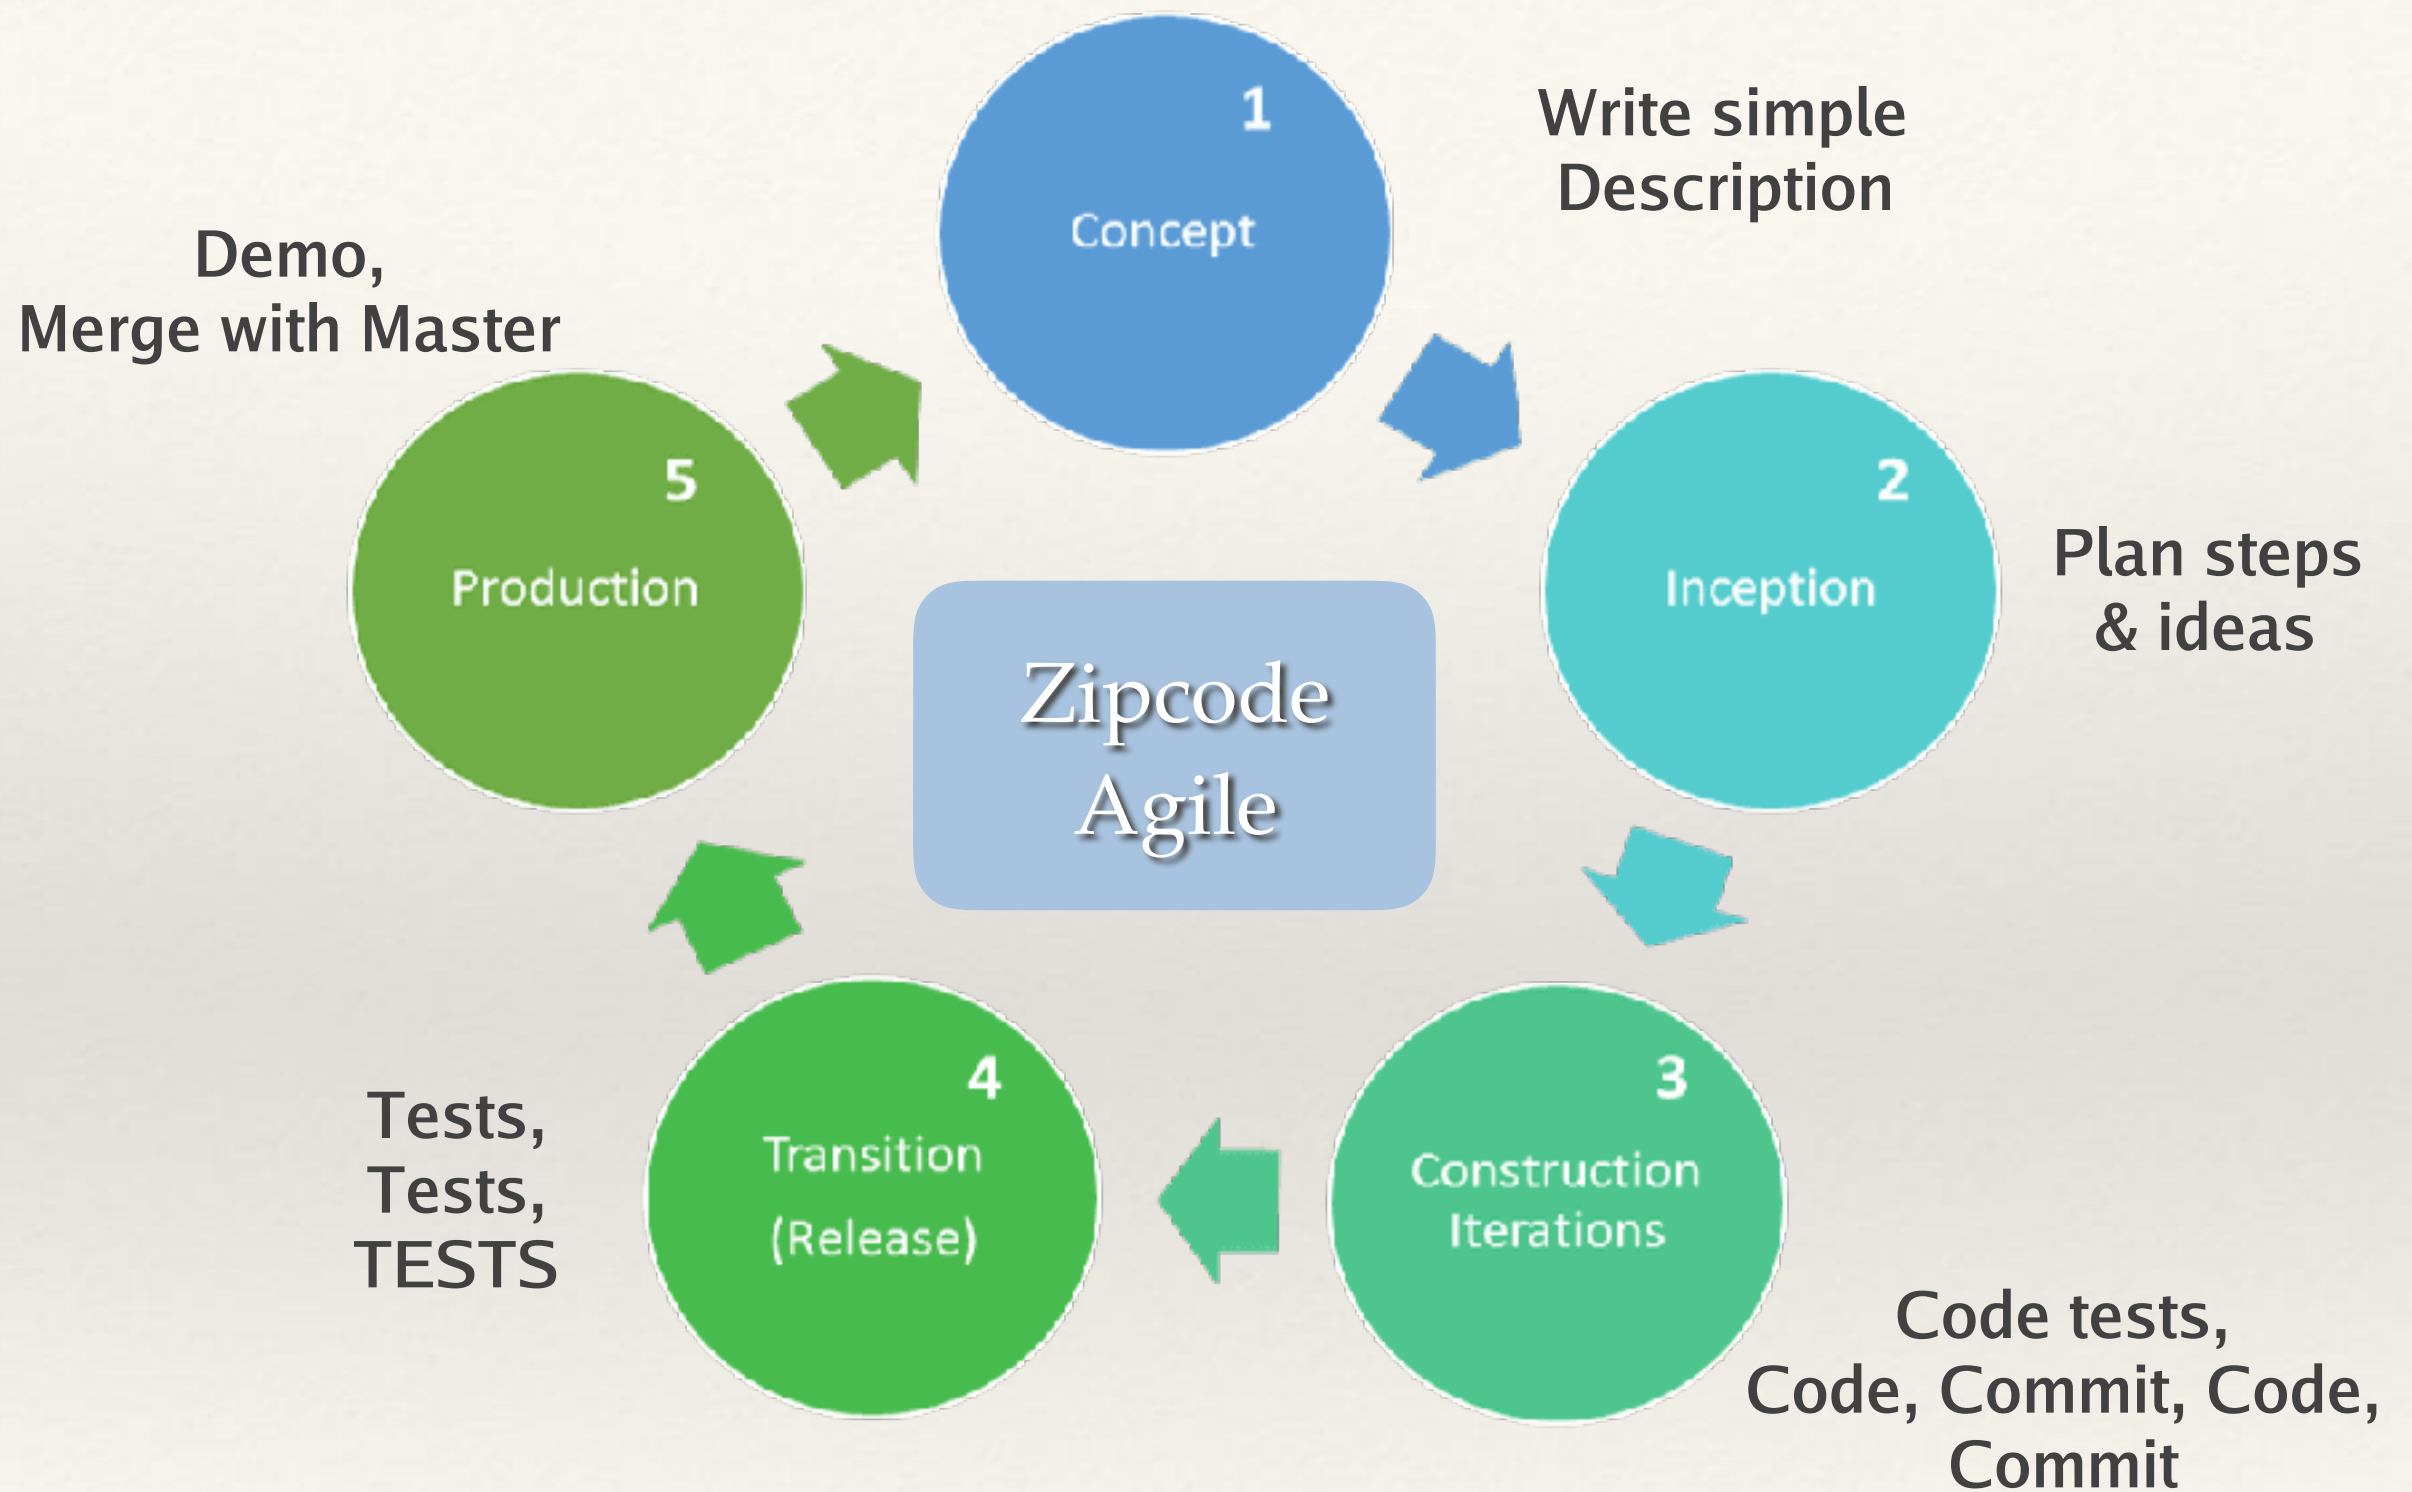 1
Concept
Write simple
Description
2
Inception
Plan steps
& ideas
3
Construction
Iterations
Code tests,
Code, Commit, Code,
Commit
4
Transition
(Release)
Tests,
Tests,
TESTS
5
Production
Demo,
Merge with Master
Zipcode
Agile